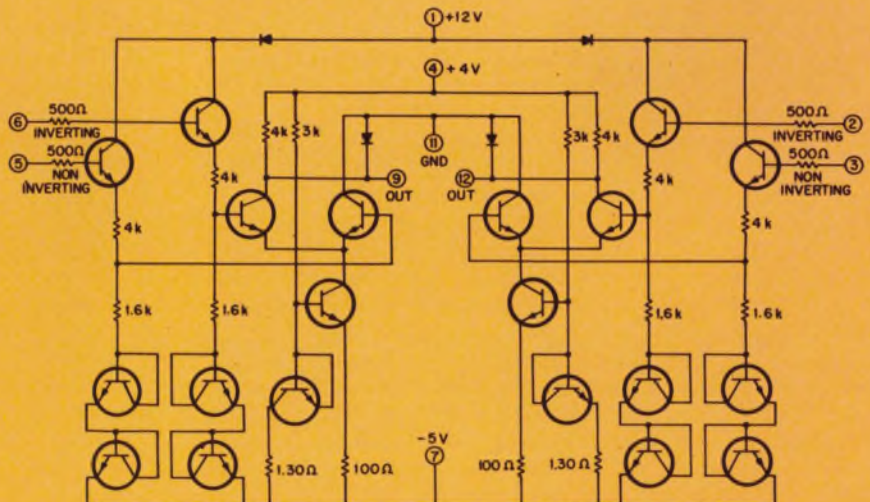 ① +12V
④ +4V
⑥ 500Ω INVERTING
⑤ 500Ω NON INVERTING
500Ω INVERTING ②
500Ω NON INVERTING ③
4k 3k
3k 4k
⑪ GND
⑨ OUT
⑫ OUT
4k
4k
4k
4k
1.6k 1.6k
1.6k 1.6k
-5V
⑦
1.30Ω 100Ω
100Ω 1.30Ω